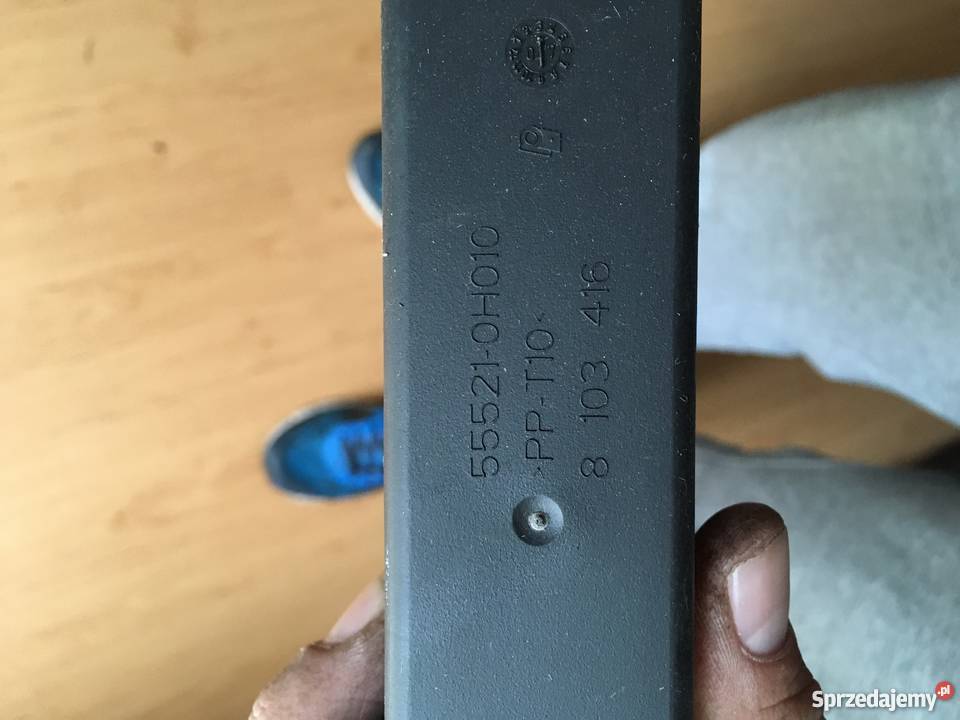 55521-0H010
>PP-T10<
8 103 416
Sprzedajemy.pl